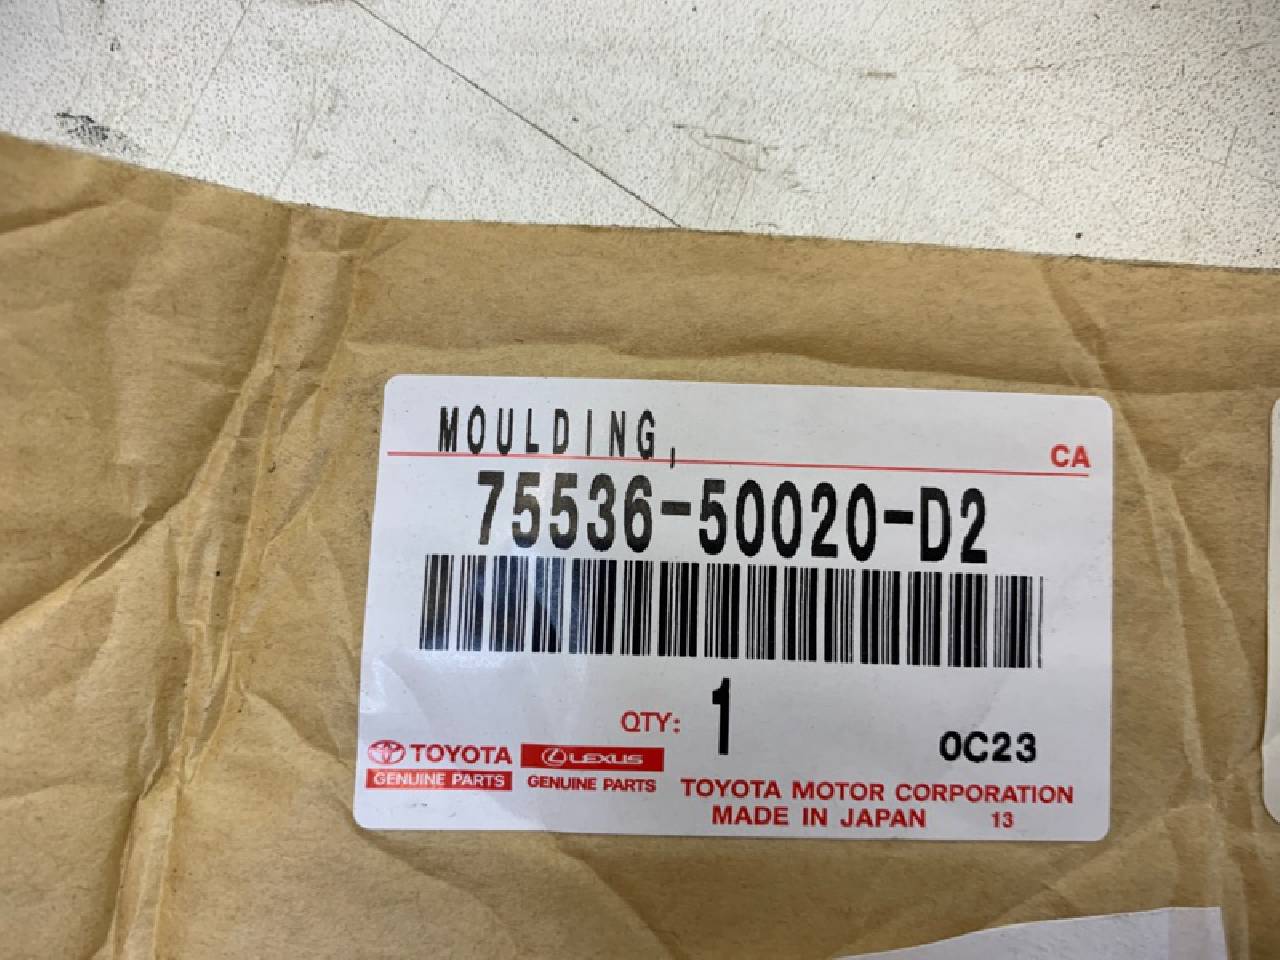 MOULDING,
CA
75536-50020-D2
QTY: 1
0C23
TOYOTA
GENUINE PARTS
LEXUS
GENUINE PARTS
TOYOTA MOTOR CORPORATION
MADE IN JAPAN 13